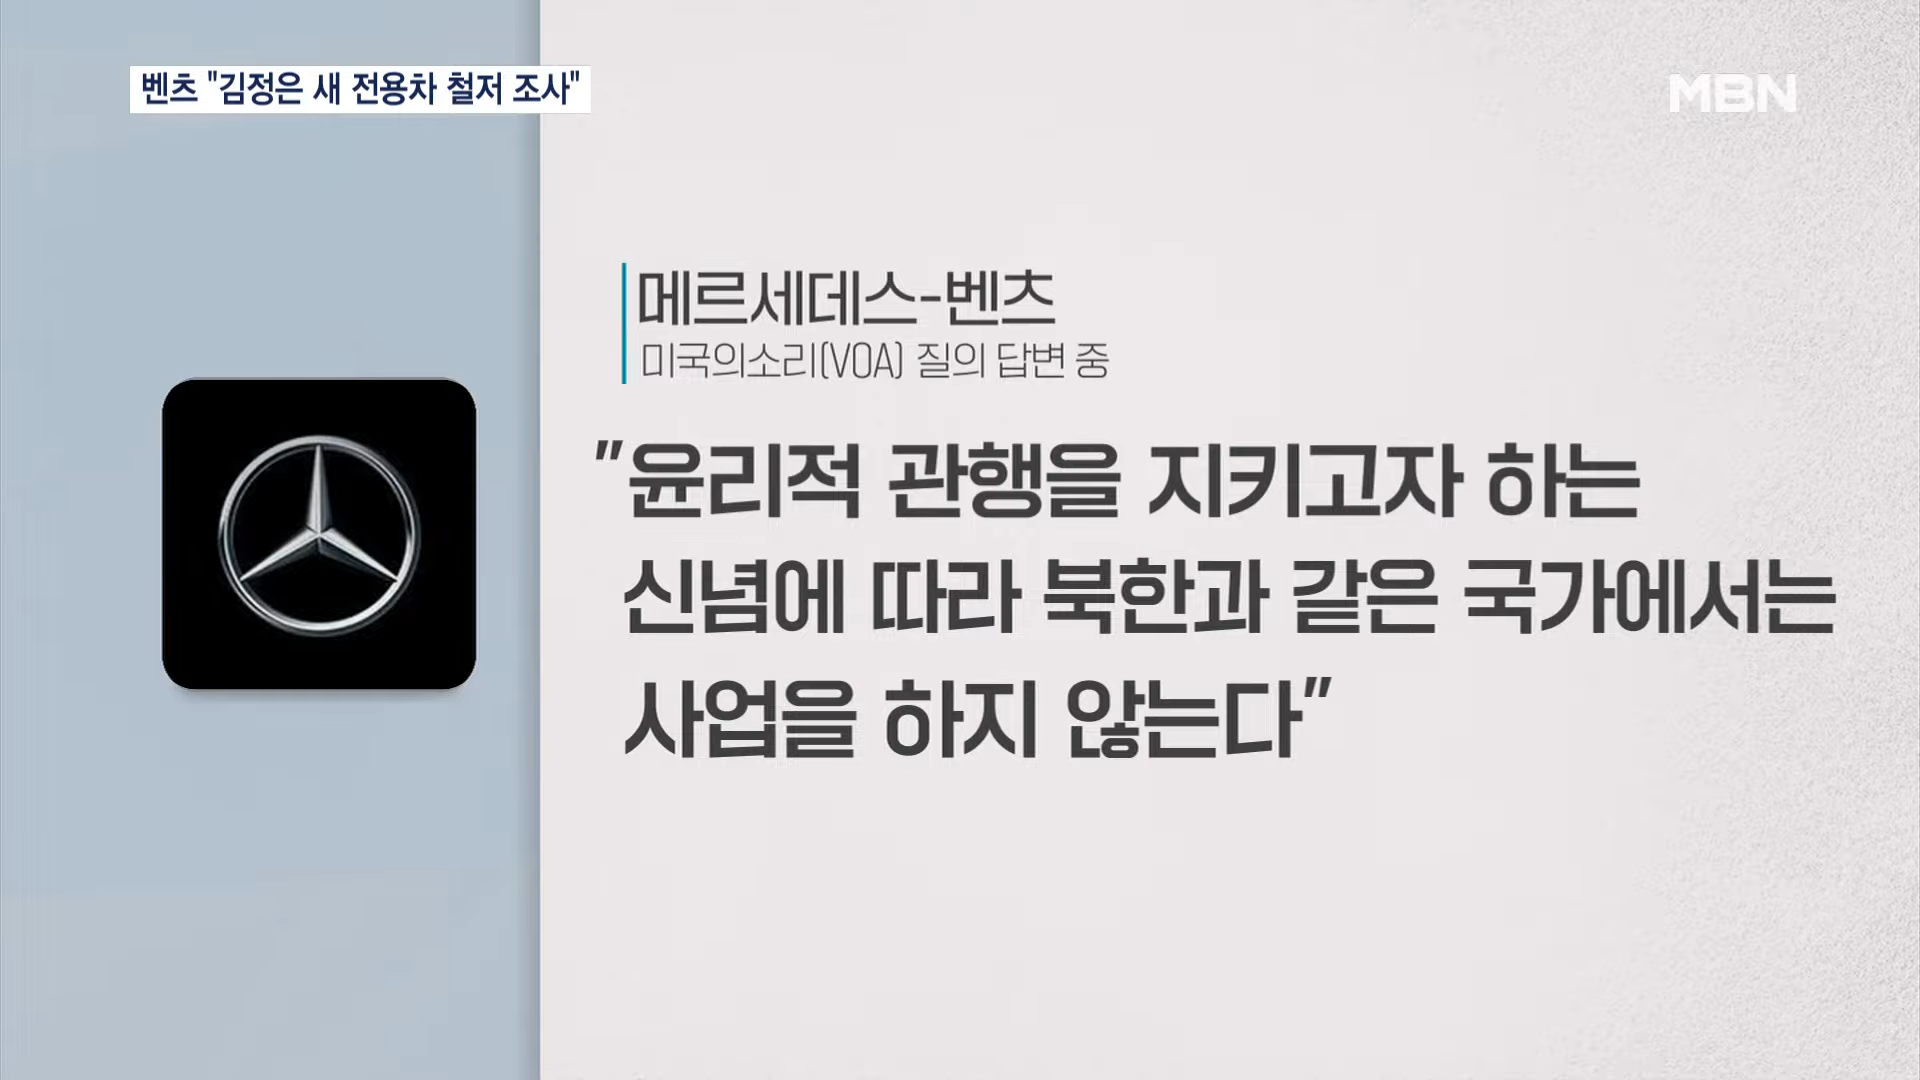 벤츠 "김정은 새 전용차 철저 조사"
MBN
메르세데스-벤츠
미국의소리(VOA) 질의 답변 중
"윤리적 관행을 지키고자 하는
신념에 따라 북한과 같은 국가에서는
사업을 하지 않는다"